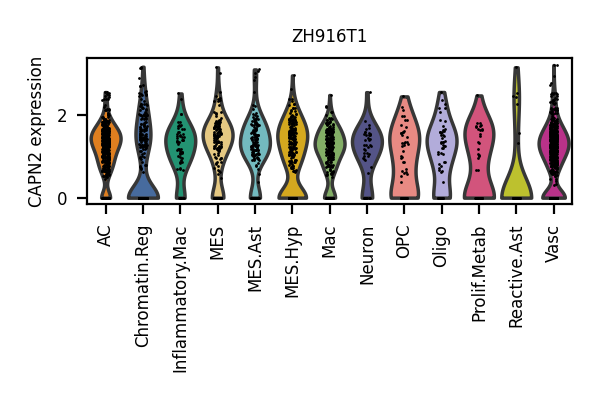 ZH916T1
CAPN2 expression
2
0
AC
Chromatin.Reg
Inflammatory.Mac
MES
MES.Ast
MES.Hyp
Mac
Neuron
OPC
Oligo
Prolif.Metab
Reactive.Ast
Vasc